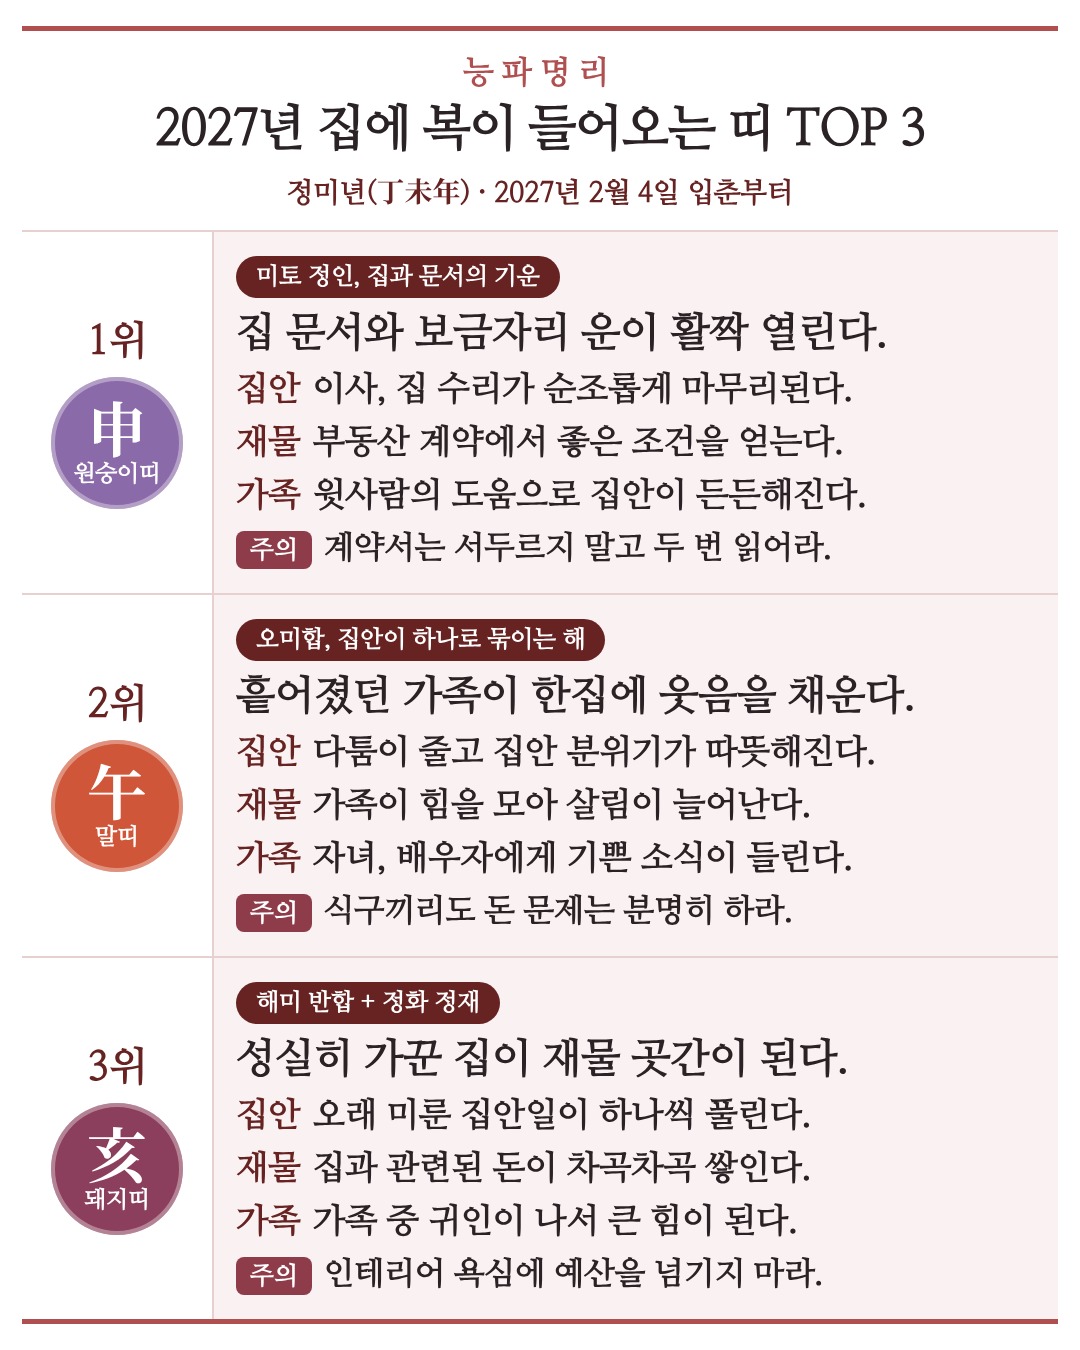 능파명리
2027년 집에 복이 들어오는 띠 TOP 3
정미년(丁未年) · 2027년 2월 4일 입춘부터
1위
申
원숭이띠
미토 정인, 집과 문서의 기운
집 문서와 보금자리 운이 활짝 열린다.
집안 이사, 집 수리가 순조롭게 마무리된다.
재물 부동산 계약에서 좋은 조건을 얻는다.
가족 윗사람의 도움으로 집안이 든든해진다.
주의 계약서는 서두르지 말고 두 번 읽어라.
2위
午
말띠
오미합, 집안이 하나로 묶이는 해
흩어졌던 가족이 한집에 웃음을 채운다.
집안 다툼이 줄고 집안 분위기가 따뜻해진다.
재물 가족이 힘을 모아 살림이 늘어난다.
가족 자녀, 배우자에게 기쁜 소식이 들린다.
주의 식구끼리도 돈 문제는 분명히 하라.
3위
亥
돼지띠
해미 반합 + 정화 정재
성실히 가꾼 집이 재물 곳간이 된다.
집안 오래 미룬 집안일이 하나씩 풀린다.
재물 집과 관련된 돈이 차곡차곡 쌓인다.
가족 가족 중 귀인이 나서 큰 힘이 된다.
주의 인테리어 욕심에 예산을 넘기지 마라.